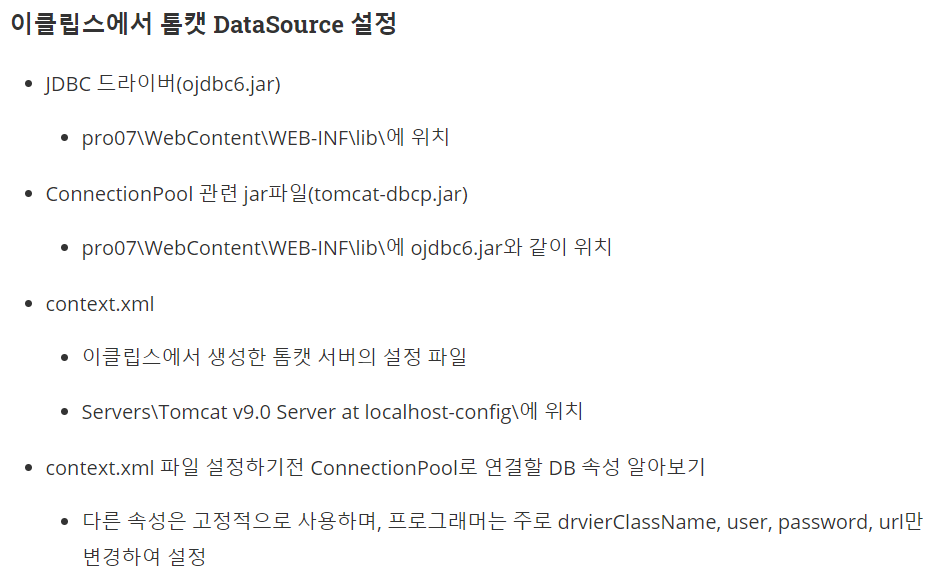 이클립스에서 톰캣 DataSource 설정
JDBC 드라이버(ojdbc6.jar)
pro07\WebContent\WEB-INF\lib\에 위치
ConnectionPool 관련 jar파일(tomcat-dbcp.jar)
pro07\WebContent\WEB-INF\lib\에 ojdbc6.jar와 같이 위치
context.xml
이클립스에서 생성한 톰캣 서버의 설정 파일
Servers\Tomcat v9.0 Server at localhost-config\에 위치
context.xml 파일 설정하기전 ConnectionPool로 연결할 DB 속성 알아보기
다른 속성은 고정적으로 사용하며, 프로그래머는 주로 drvierClassName, user, password, url만
변경하여 설정